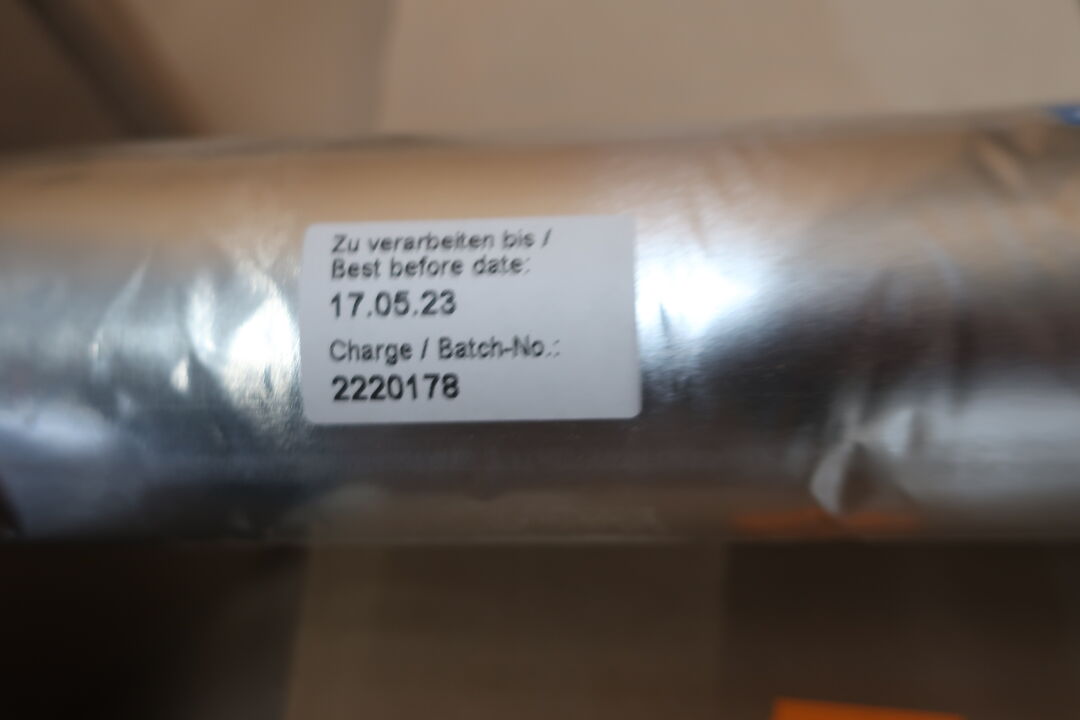 Zu verarbeiten bis /
Best before date:
17.05.23
Charge / Batch-No.:
2220178